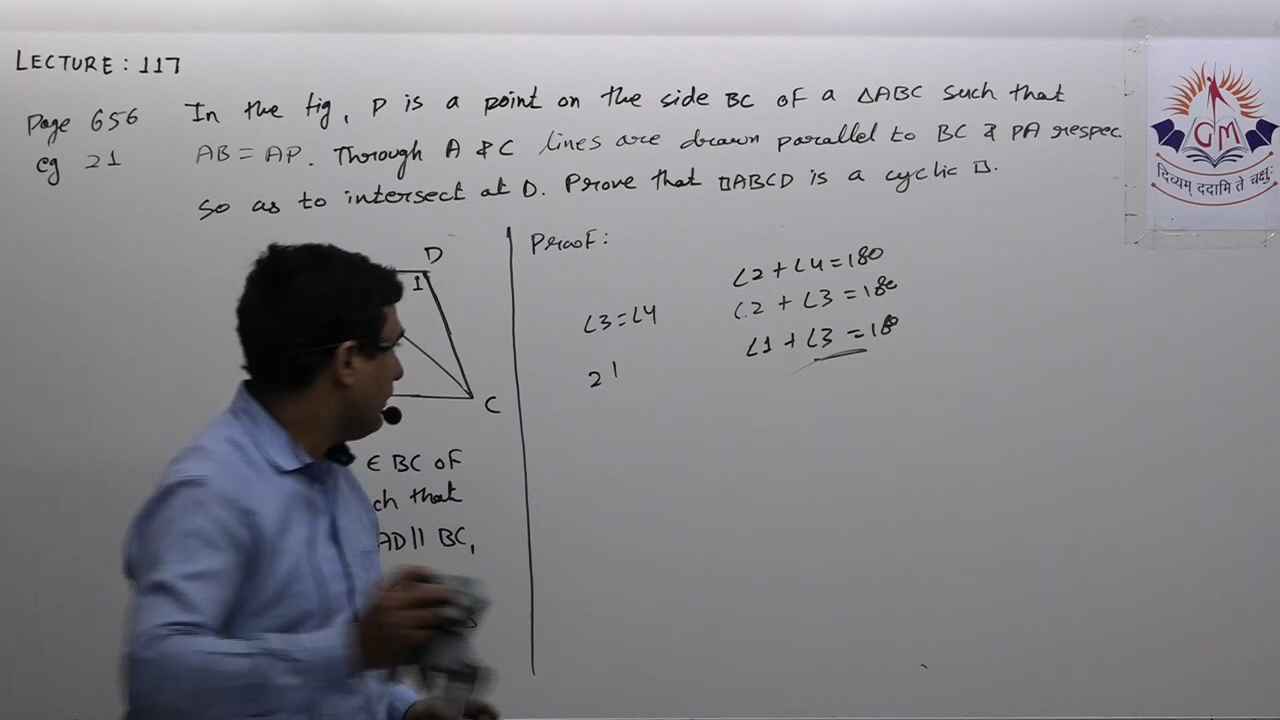 LECTURE : 117
Page 656
eg 21
In the fig, P is a point on the side BC of a △ABC such that
AB = AP. Through A & C lines are drawn parallel to BC & PA respec
so as to intersect at D. Prove that □ABCD is a cyclic □.
GM
दिव्यम् ददामि ते चक्षुः
D
1
C
∈ BC of
ch that
AD || BC,
Proof:
∠3 = ∠4
2 1
∠2 + ∠4 = 180
∠2 + ∠3 = 180
∠1 + ∠3 = 180